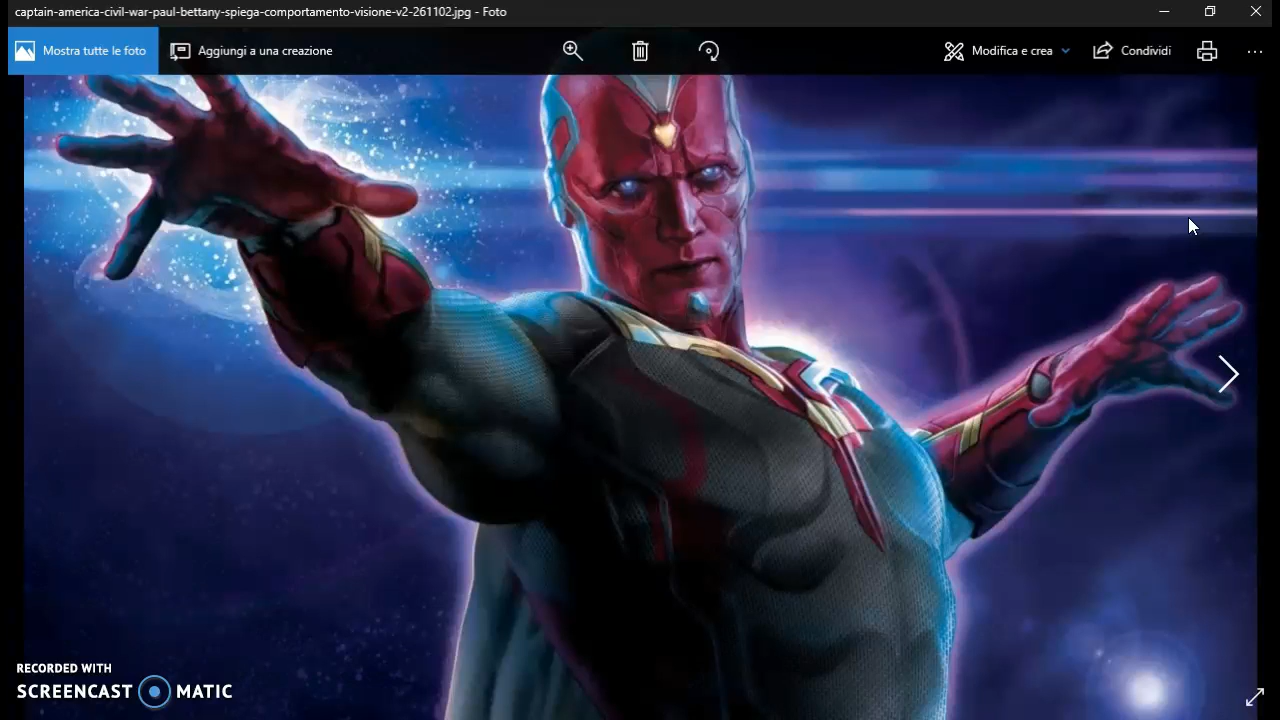 captain-america-civil-war-paul-bettany-spiega-comportamento-visione-v2-261102.jpg - Foto
Mostra tutte le foto
Aggiungi a una creazione
Modifica e crea
Condividi
RECORDED WITH
SCREENCAST MATIC